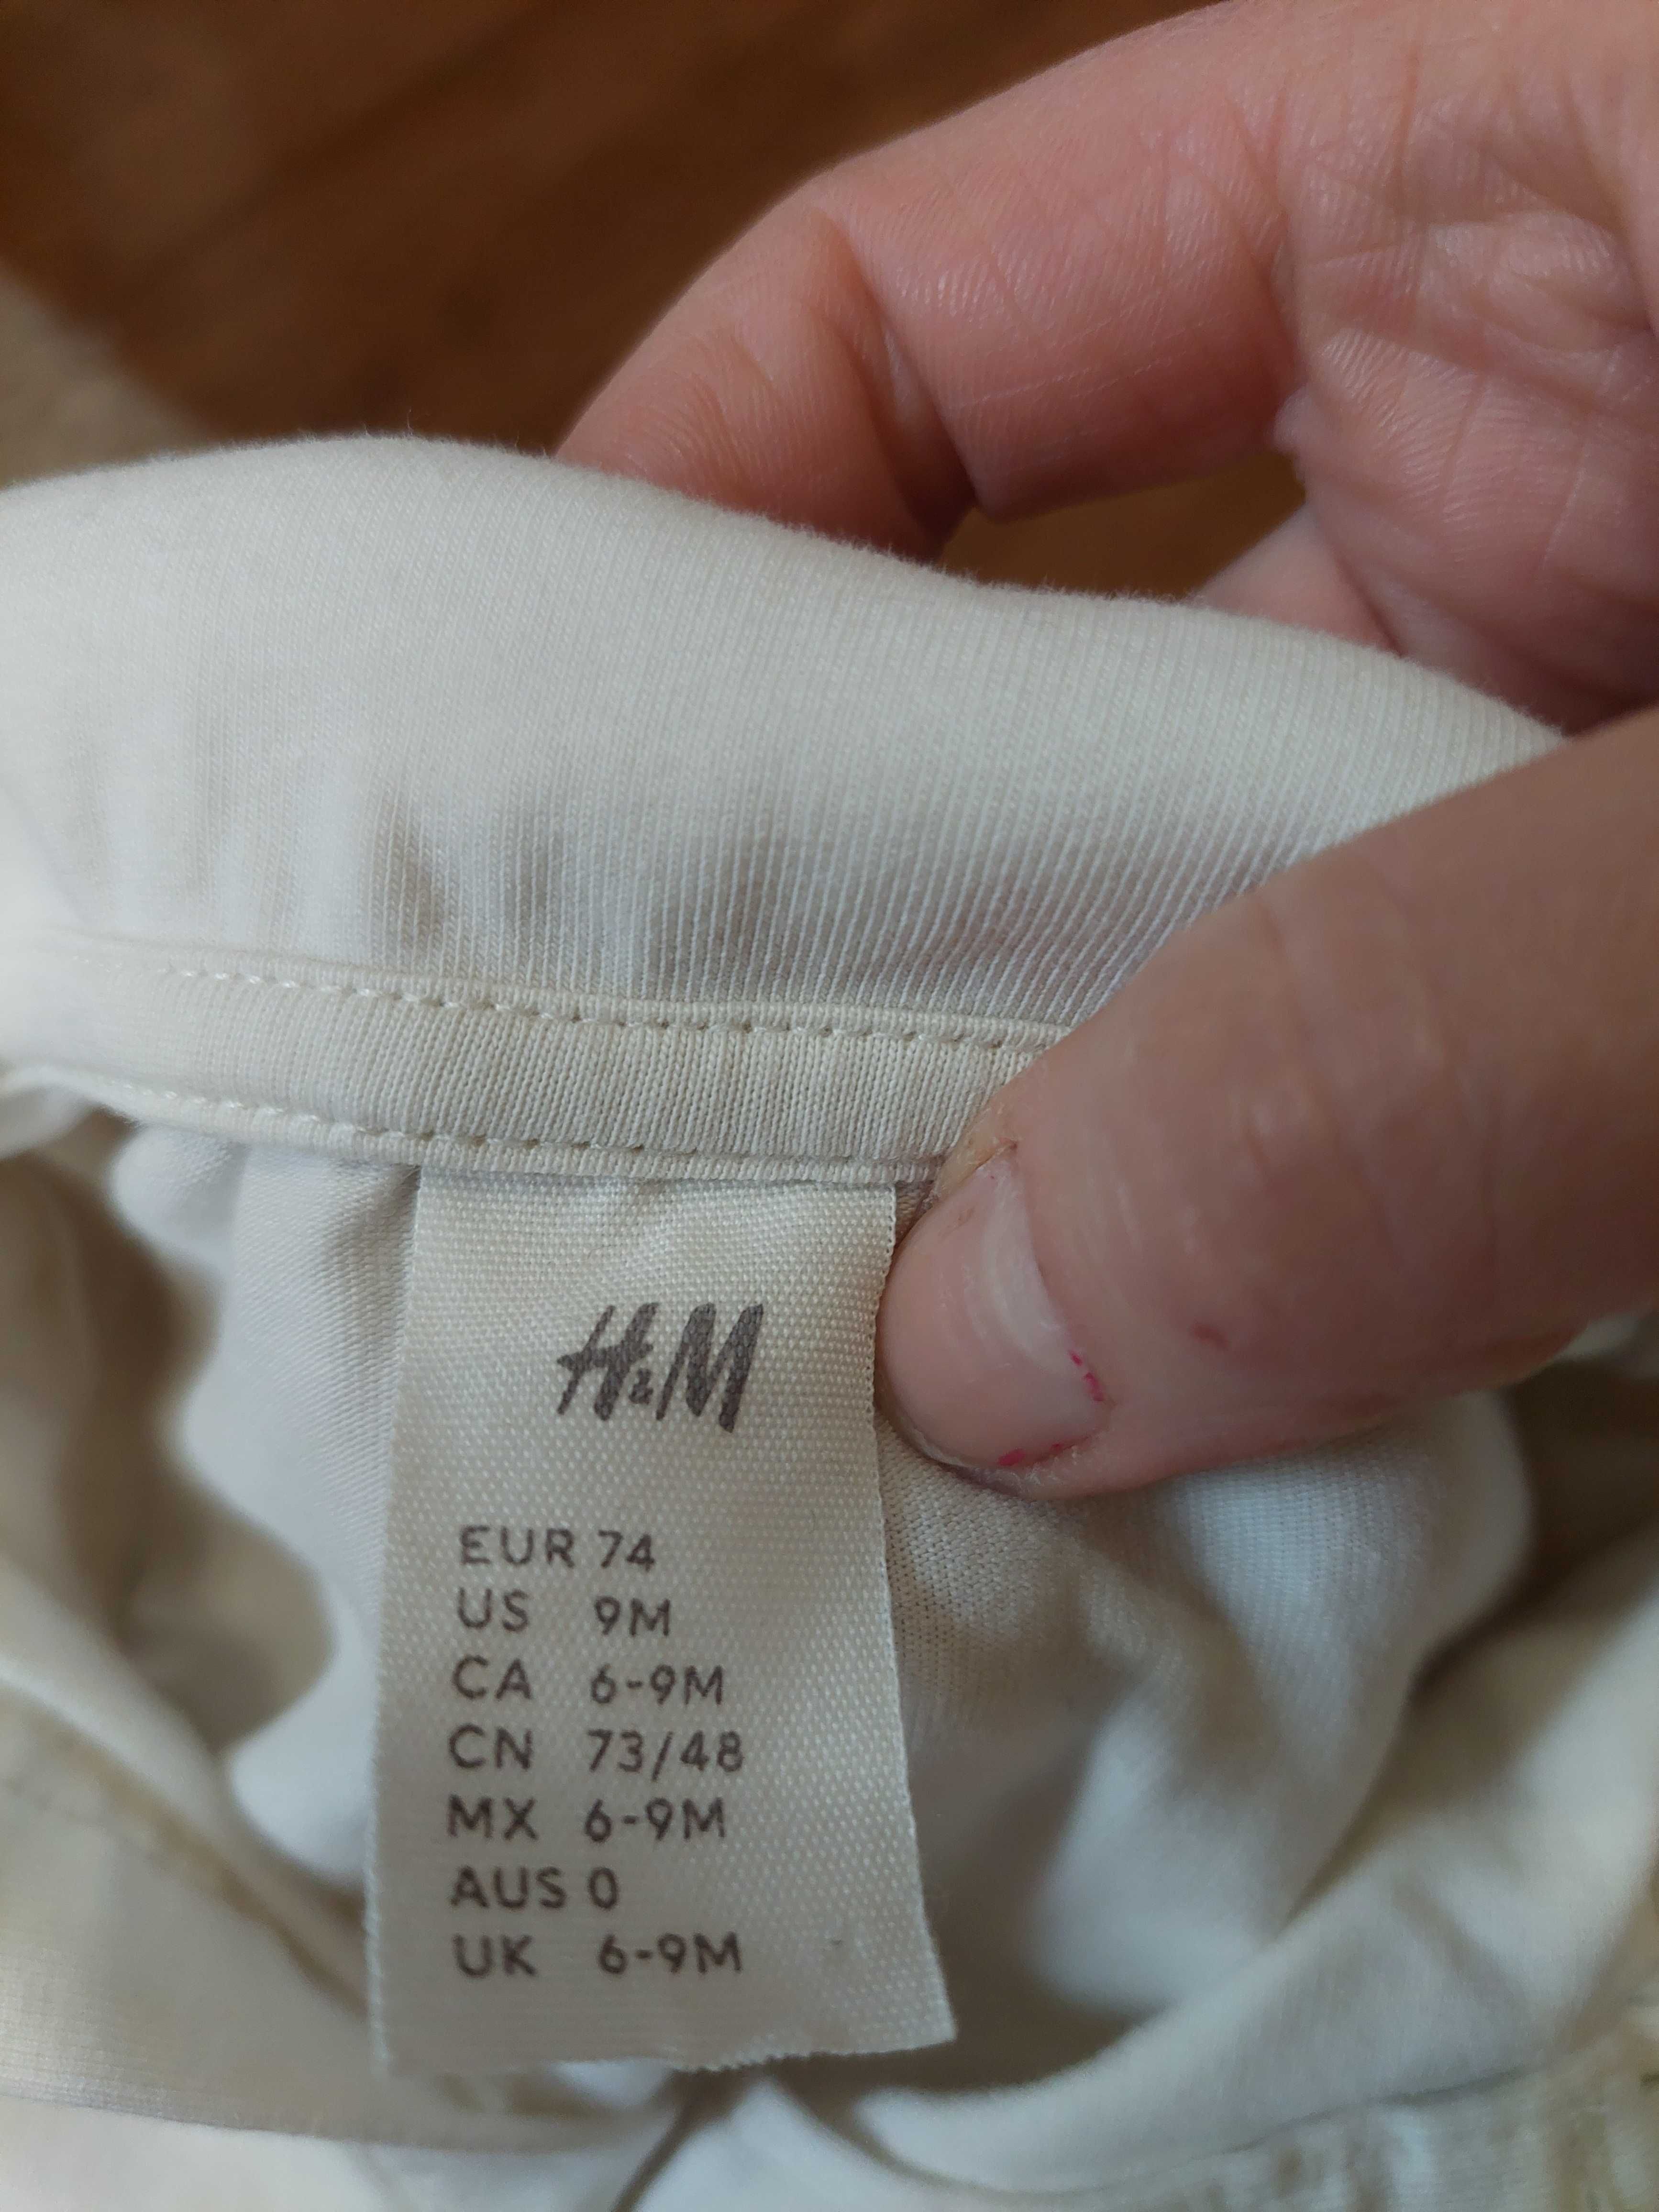 H&M
EUR 74
US 9M
CA 6-9M
CN 73/48
MX 6-9M
AUS 0
UK 6-9M